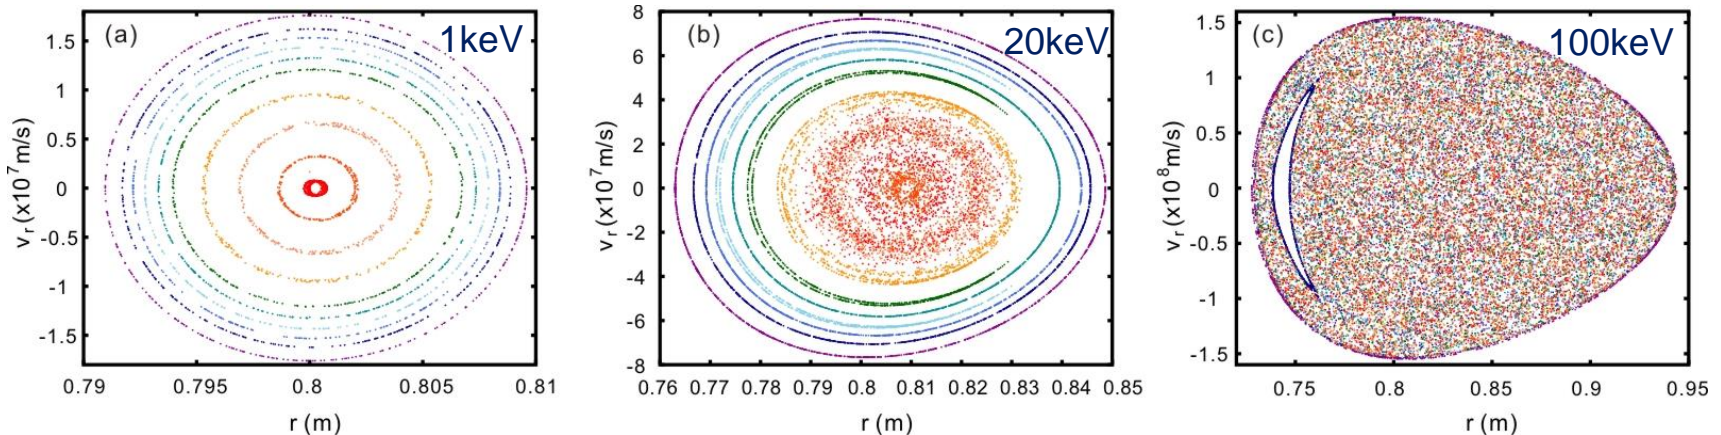 (a)
1keV
1.5
1
0.5
0
-0.5
-1
-1.5
v_r (x10^7 m/s)
0.79 0.795 0.8 0.805 0.81
r (m)
(b)
20keV
8
6
4
2
0
-2
-4
-6
-8
v_r (x10^7 m/s)
0.76 0.77 0.78 0.79 0.8 0.81 0.82 0.83 0.84 0.85
r (m)
(c)
100keV
1.5
1
0.5
0
-0.5
-1
-1.5
v_r (x10^8 m/s)
0.75 0.8 0.85 0.9 0.95
r (m)